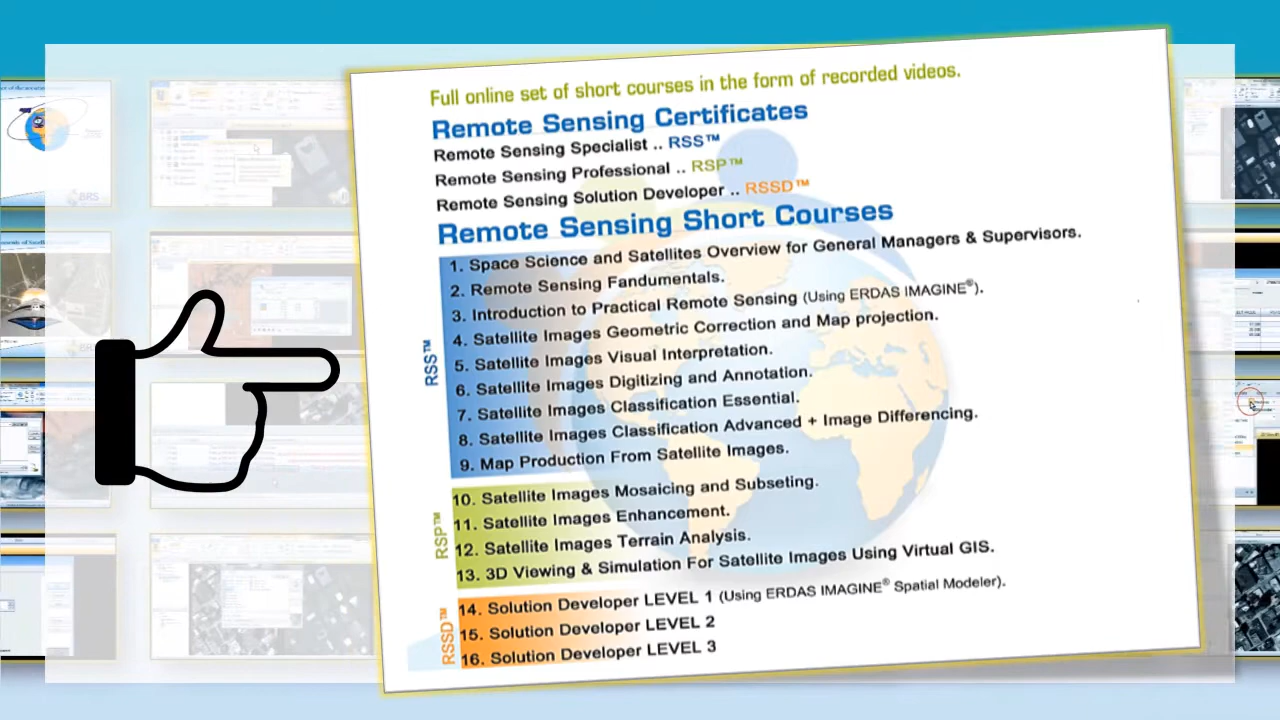 Full online set of short courses in the form of recorded videos.
Remote Sensing Certificates
Remote Sensing Specialist .. RSS™
Remote Sensing Professional .. RSP™
Remote Sensing Solution Developer .. RSSD™
Remote Sensing Short Courses
RSS™
1. Space Science and Satellites Overview for General Managers & Supervisors.
2. Remote Sensing Fandumentals.
3. Introduction to Practical Remote Sensing (Using ERDAS IMAGINE®).
4. Satellite Images Geometric Correction and Map projection.
5. Satellite Images Visual Interpretation.
6. Satellite Images Digitizing and Annotation.
7. Satellite Images Classification Essential.
8. Satellite Images Classification Advanced + Image Differencing.
9. Map Production From Satellite Images.
RSP™
10. Satellite Images Mosaicing and Subseting.
11. Satellite Images Enhancement.
12. Satellite Images Terrain Analysis.
13. 3D Viewing & Simulation For Satellite Images Using Virtual GIS.
RSSD™
14. Solution Developer LEVEL 1 (Using ERDAS IMAGINE® Spatial Modeler).
15. Solution Developer LEVEL 2
16. Solution Developer LEVEL 3